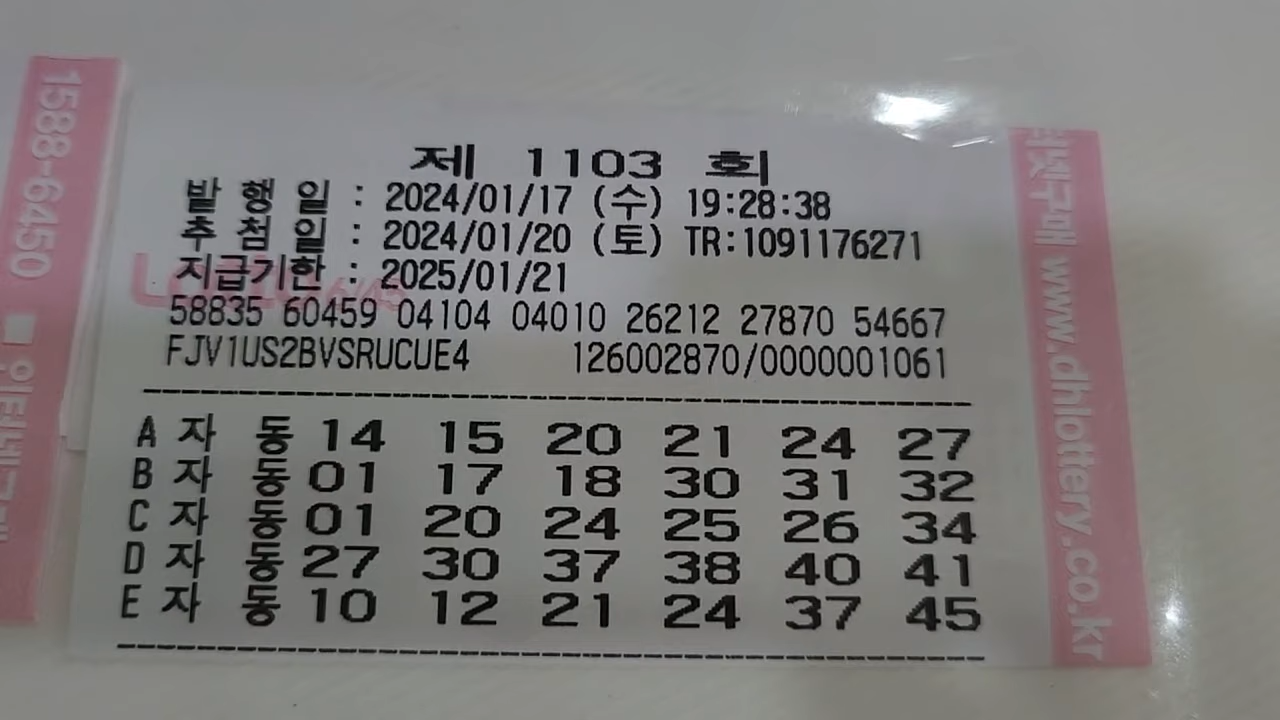 제 1103 회
발 행 일 : 2024/01/17 (수) 19:28:38
추 첨 일 : 2024/01/20 (토) TR:1091176271
지급기한 : 2025/01/21
58835 60459 04104 04010 26212 27870 54667
FJV1US2BVSRUCUE4 126002870/0000001061
A 자 동 14 15 20 21 24 27
B 자 동 01 17 18 30 31 32
C 자 동 01 20 24 25 26 34
D 자 동 27 30 37 38 40 41
E 자 동 10 12 21 24 37 45
1588-6450 ■
www.dhlottery.co.kr